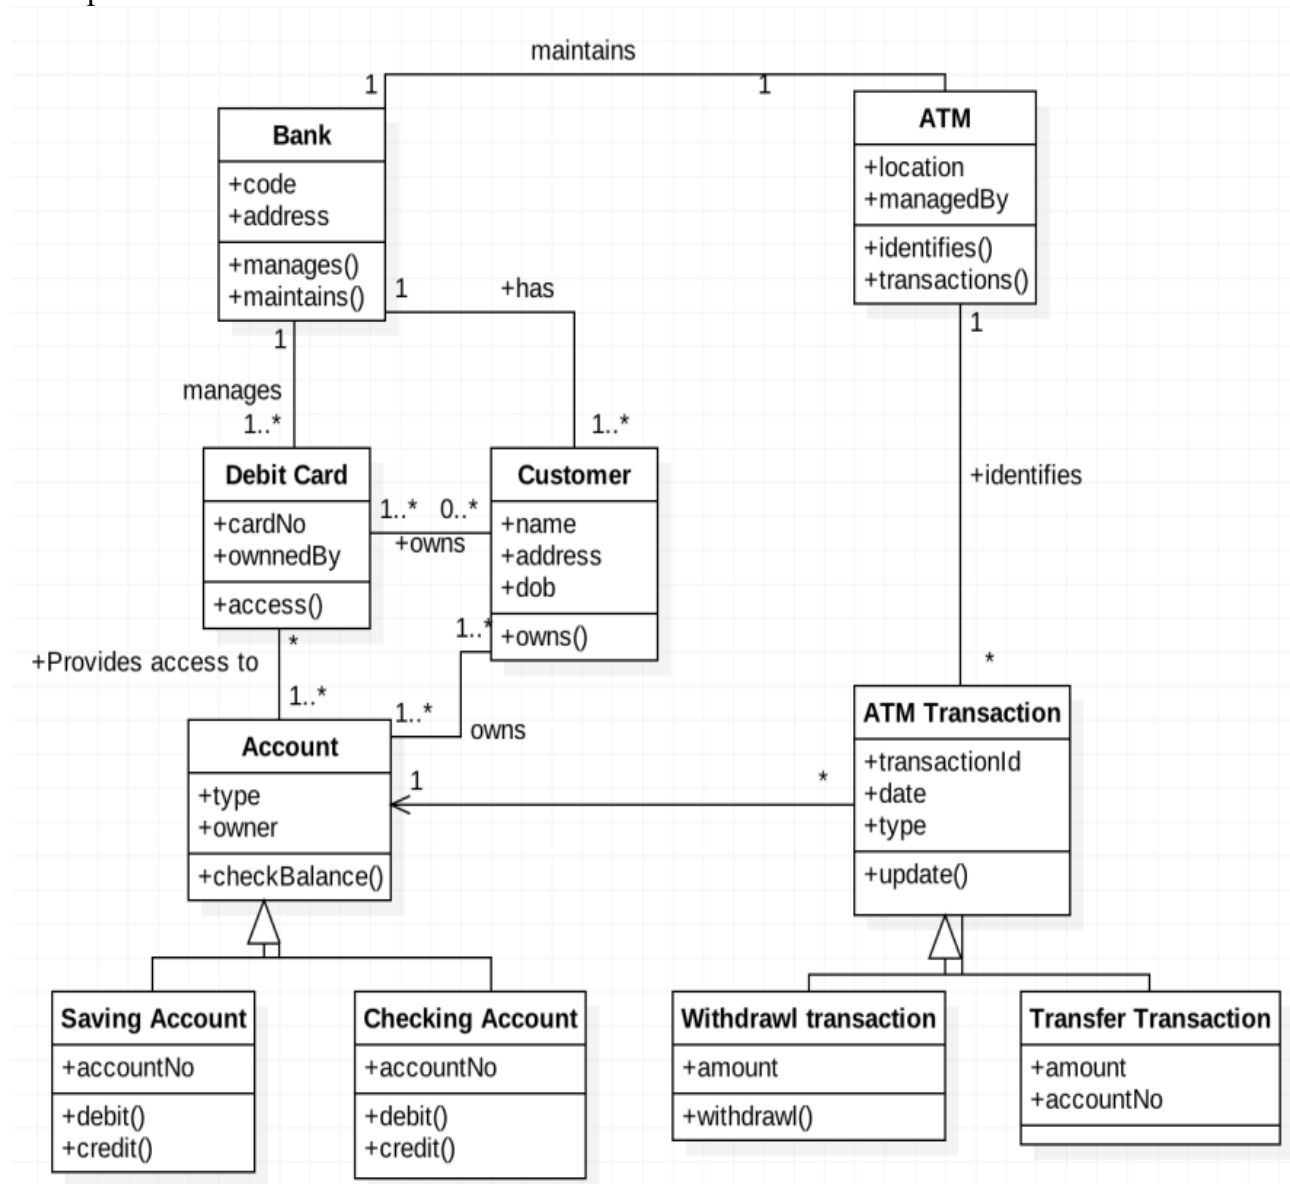 maintains
1
1
Bank
+code
+address
+manages()
+maintains()
ATM
+location
+managedBy
+identifies()
+transactions()
1
+has
1
1
manages
1..*
1..*
+identifies
Debit Card
+cardNo
+ownnedBy
+access()
1..*
0..*
+owns
Customer
+name
+address
+dob
+owns()
*
+Provides access to
1..*
1..*
1..*
owns
*
ATM Transaction
+transactionId
+date
+type
+update()
Account
+type
+owner
+checkBalance()
1
*
Saving Account
+accountNo
+debit()
+credit()
Checking Account
+accountNo
+debit()
+credit()
Withdrawl transaction
+amount
+withdrawl()
Transfer Transaction
+amount
+accountNo